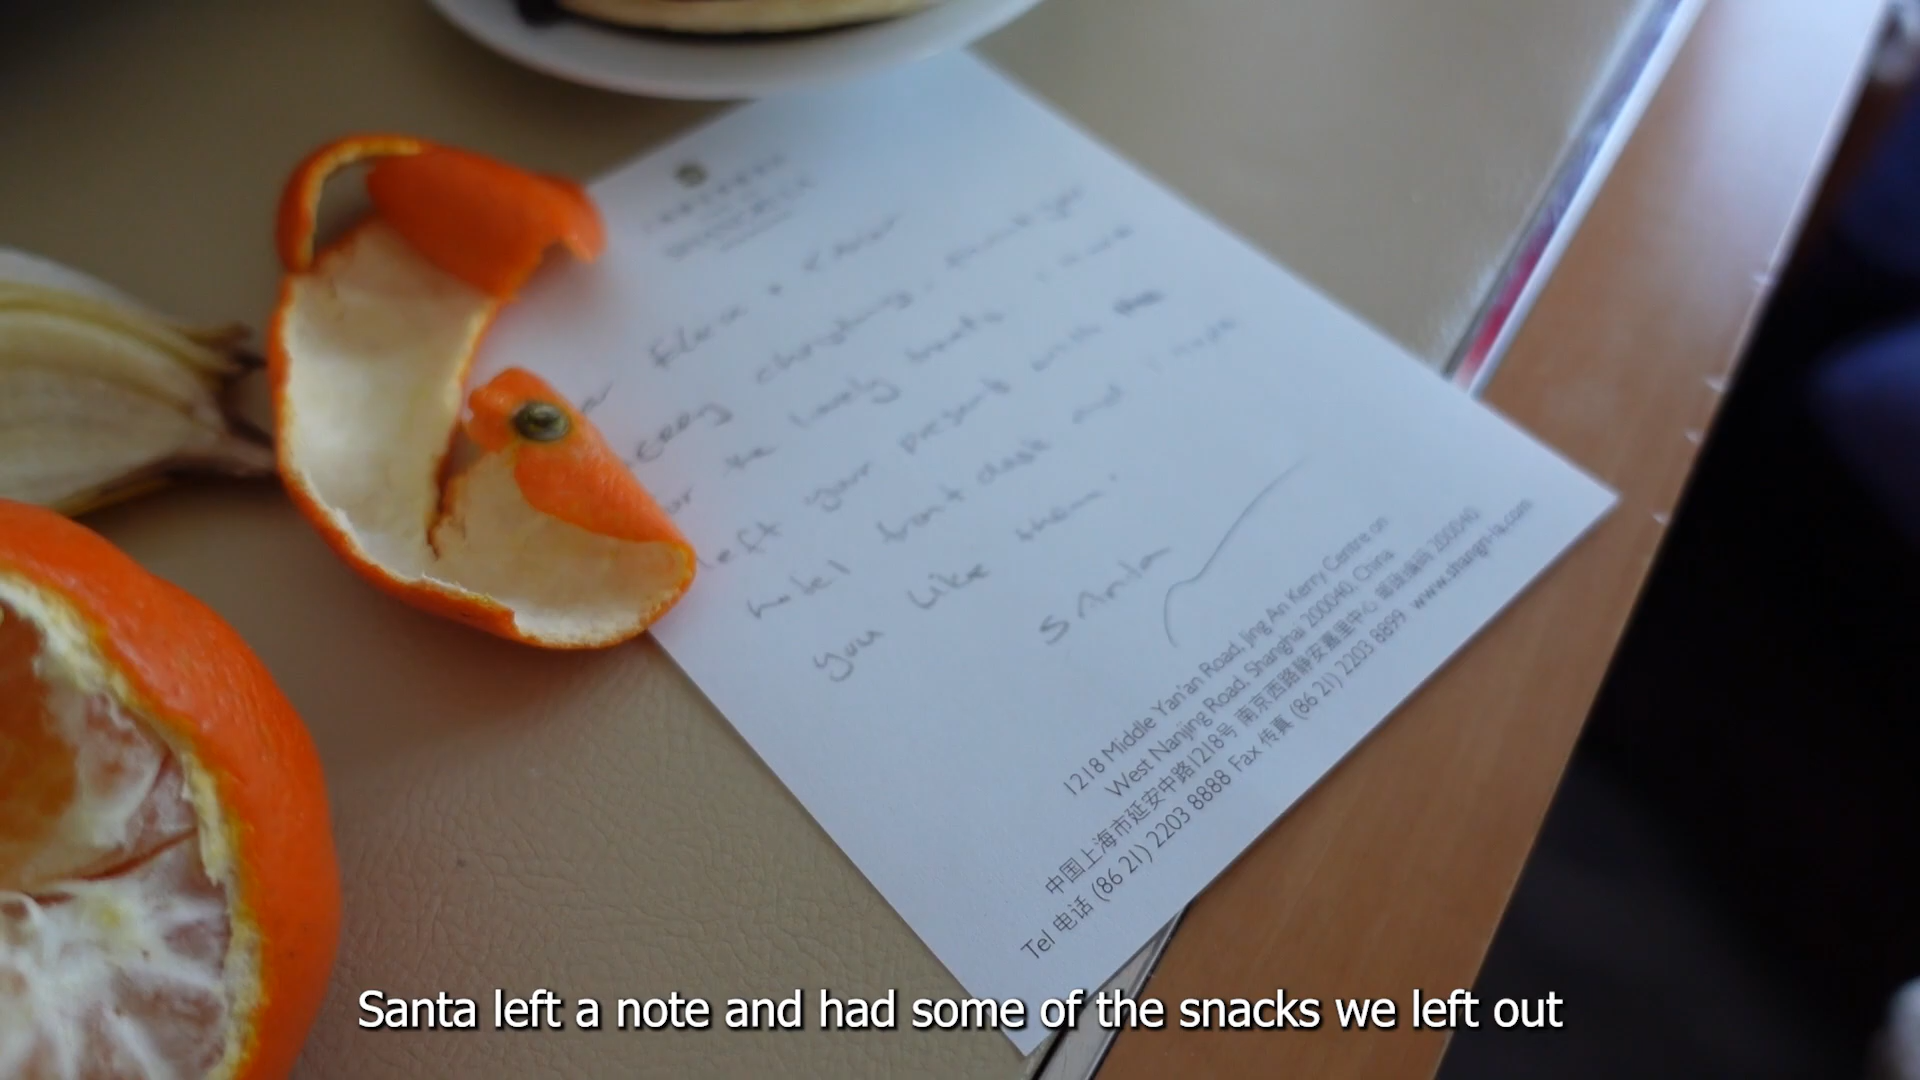 Merry christmas. thank you
for the lovely treats I have
left your present with the
hotel front desk and I hope
you like them.
SAnta
1218 Middle Yan'an Road, Jing An Kerry Centre on
West Nanjing Road, Shanghai 200040, China
中国上海市延安中路1218号 南京西路静安嘉里中心 邮政编码 200040
Tel 电话 (86 21) 2203 8888 Fax 传真 (86 21) 2203 8899 www.shangri-la.com
Santa left a note and had some of the snacks we left out